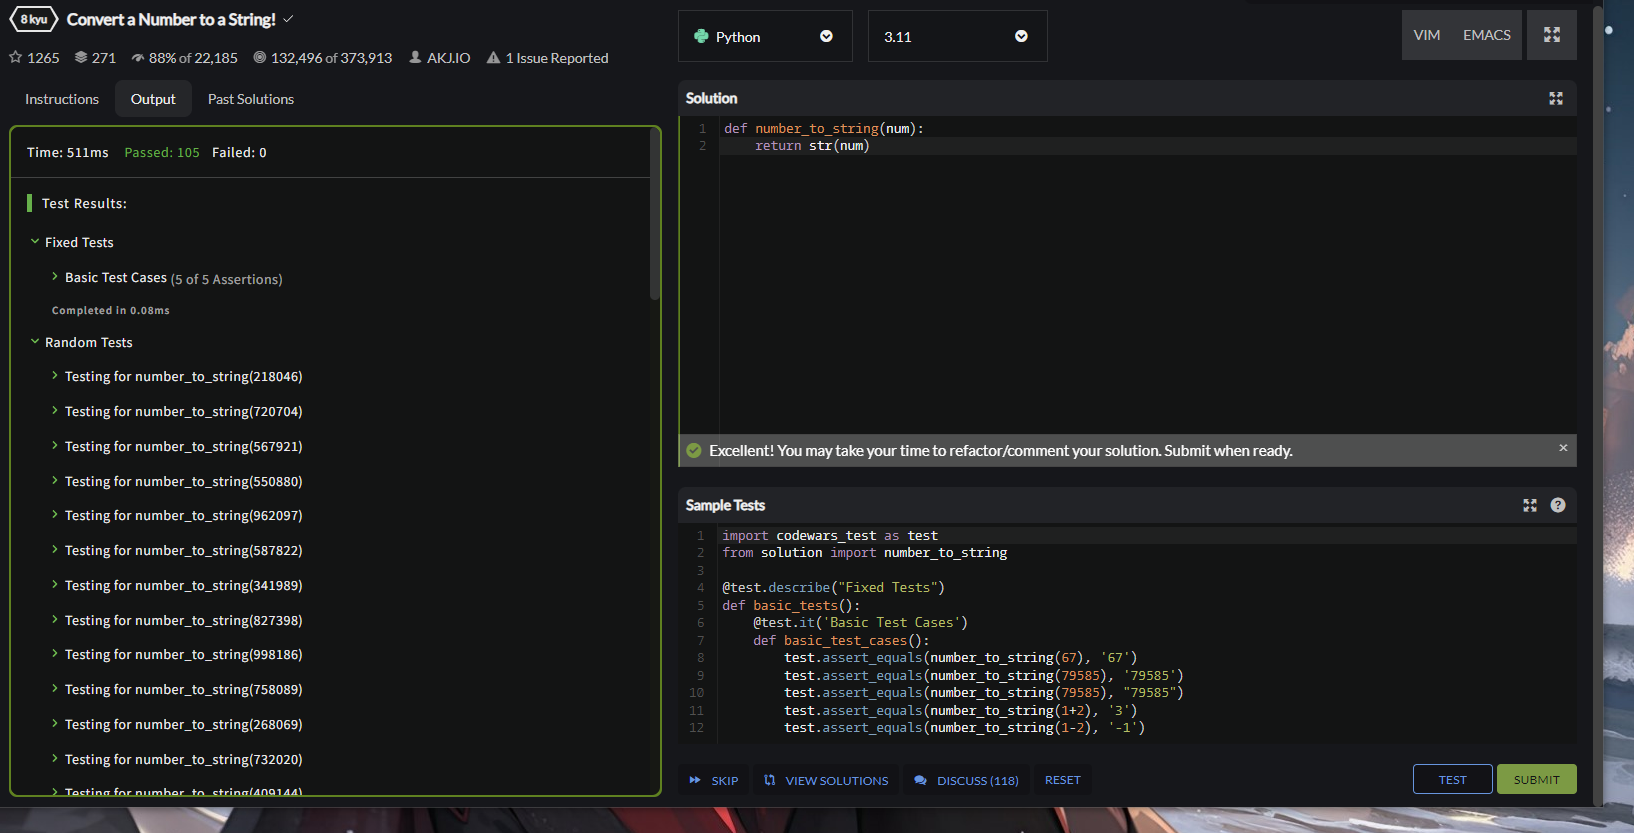 8 kyu Convert a Number to a String!
1265 271 88% of 22,185 132,496 of 373,913 AKJ.IO 1 Issue Reported
Instructions Output Past Solutions
Time: 511ms Passed: 105 Failed: 0
Test Results:
Fixed Tests
Basic Test Cases (5 of 5 Assertions)
Completed in 0.08ms
Random Tests
Testing for number_to_string(218046)
Testing for number_to_string(720704)
Testing for number_to_string(567921)
Testing for number_to_string(550880)
Testing for number_to_string(962097)
Testing for number_to_string(587822)
Testing for number_to_string(341989)
Testing for number_to_string(827398)
Testing for number_to_string(998186)
Testing for number_to_string(758089)
Testing for number_to_string(268069)
Testing for number_to_string(732020)
Testing for number_to_string(409144)
Python 3.11 VIM EMACS
Solution
1 def number_to_string(num):
2 return str(num)
Excellent! You may take your time to refactor/comment your solution. Submit when ready.
Sample Tests
1 import codewars_test as test
2 from solution import number_to_string
3
4 @test.describe("Fixed Tests")
5 def basic_tests():
6 @test.it('Basic Test Cases')
7 def basic_test_cases():
8 test.assert_equals(number_to_string(67), '67')
9 test.assert_equals(number_to_string(79585), '79585')
10 test.assert_equals(number_to_string(79585), "79585")
11 test.assert_equals(number_to_string(1+2), '3')
12 test.assert_equals(number_to_string(1-2), '-1')
SKIP VIEW SOLUTIONS DISCUSS (118) RESET TEST SUBMIT